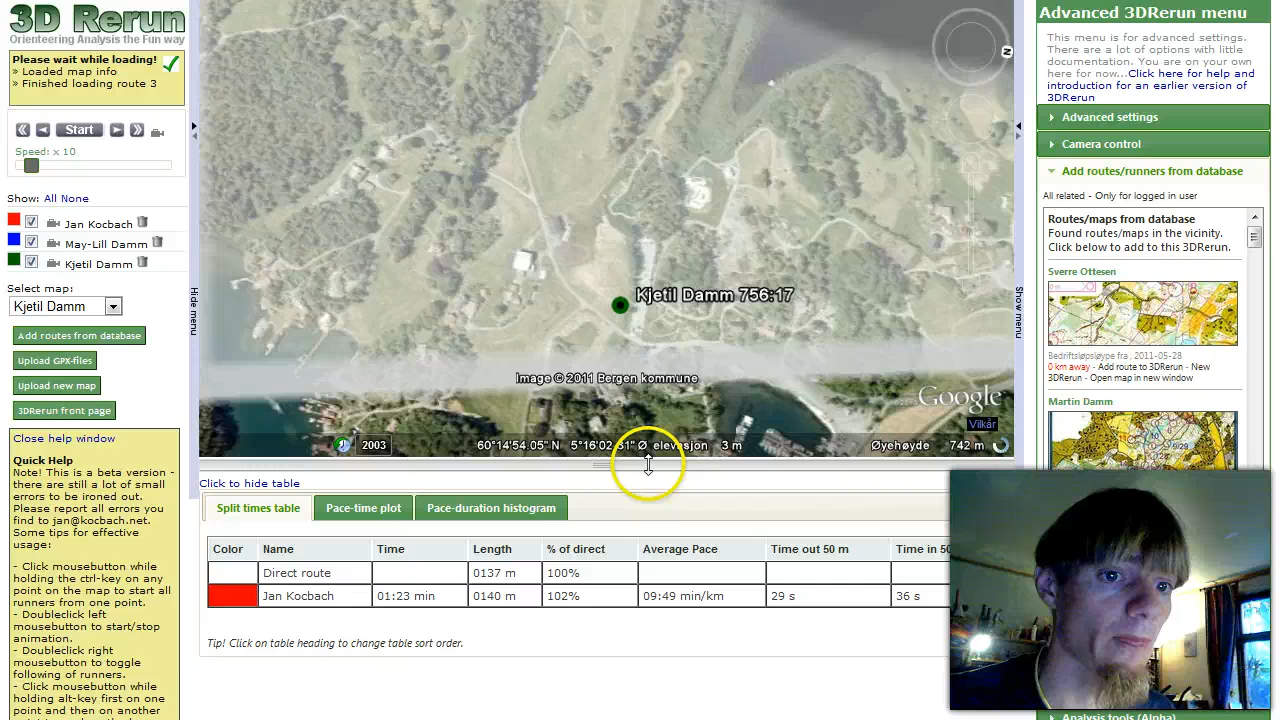 3D Rerun
Orienteering Analysis the Fun way
Please wait while loading!
» Loaded map info
» Finished loading route 3
Start
Speed: x 10
Show: All None
Jan Kocbach
May-Lill Damm
Kjetil Damm
Select map:
Kjetil Damm
Add routes from database
Upload GPX-files
Upload new map
3DRerun front page
Close help window
Quick Help
Note! This is a beta version -
there are still a lot of small
errors to be ironed out.
Please report all errors you
find to jan@kocbach.net.
Some tips for effective
usage:
- Click mousebutton while
holding the ctrl-key on any
point on the map to start all
runners from one point.
- Doubleclick left
mousebutton to start/stop
animation.
- Doubleclick right
mousebutton to toggle
following of runners.
- Click mousebutton while
holding alt-key first on one
point and then on another
Hide menu
N
Kjetil Damm 756:17
Image © 2011 Bergen kommune
Google
Vilkår
2003
60°14'54.05" N 5°16'02.31" Ø elevasjon 3 m
Øyehøyde 742 m
Show menu
Click to hide table
Split times table
Pace-time plot
Pace-duration histogram
Color Name Time Length % of direct Average Pace Time out 50 m Time in 50
Direct route 0137 m 100%
Jan Kocbach 01:23 min 0140 m 102% 09:49 min/km 29 s 36 s
Tip! Click on table heading to change table sort order.
Advanced 3DRerun menu
This menu is for advanced settings.
There are a lot of options with little
documentation. You are on your own
here for now...Click here for help and
introduction for an earlier version of
3DRerun
Advanced settings
Camera control
Add routes/runners from database
All related - Only for logged in user
Routes/maps from database
Found routes/maps in the vicinity.
Click below to add to this 3DRerun.
Sverre Ottesen
Bedriftsløpsløype fra , 2011-05-28
0 km away - Add route to 3DRerun - New
3DRerun - Open map in new window
Martin Damm
Analysis tools (Alpha)